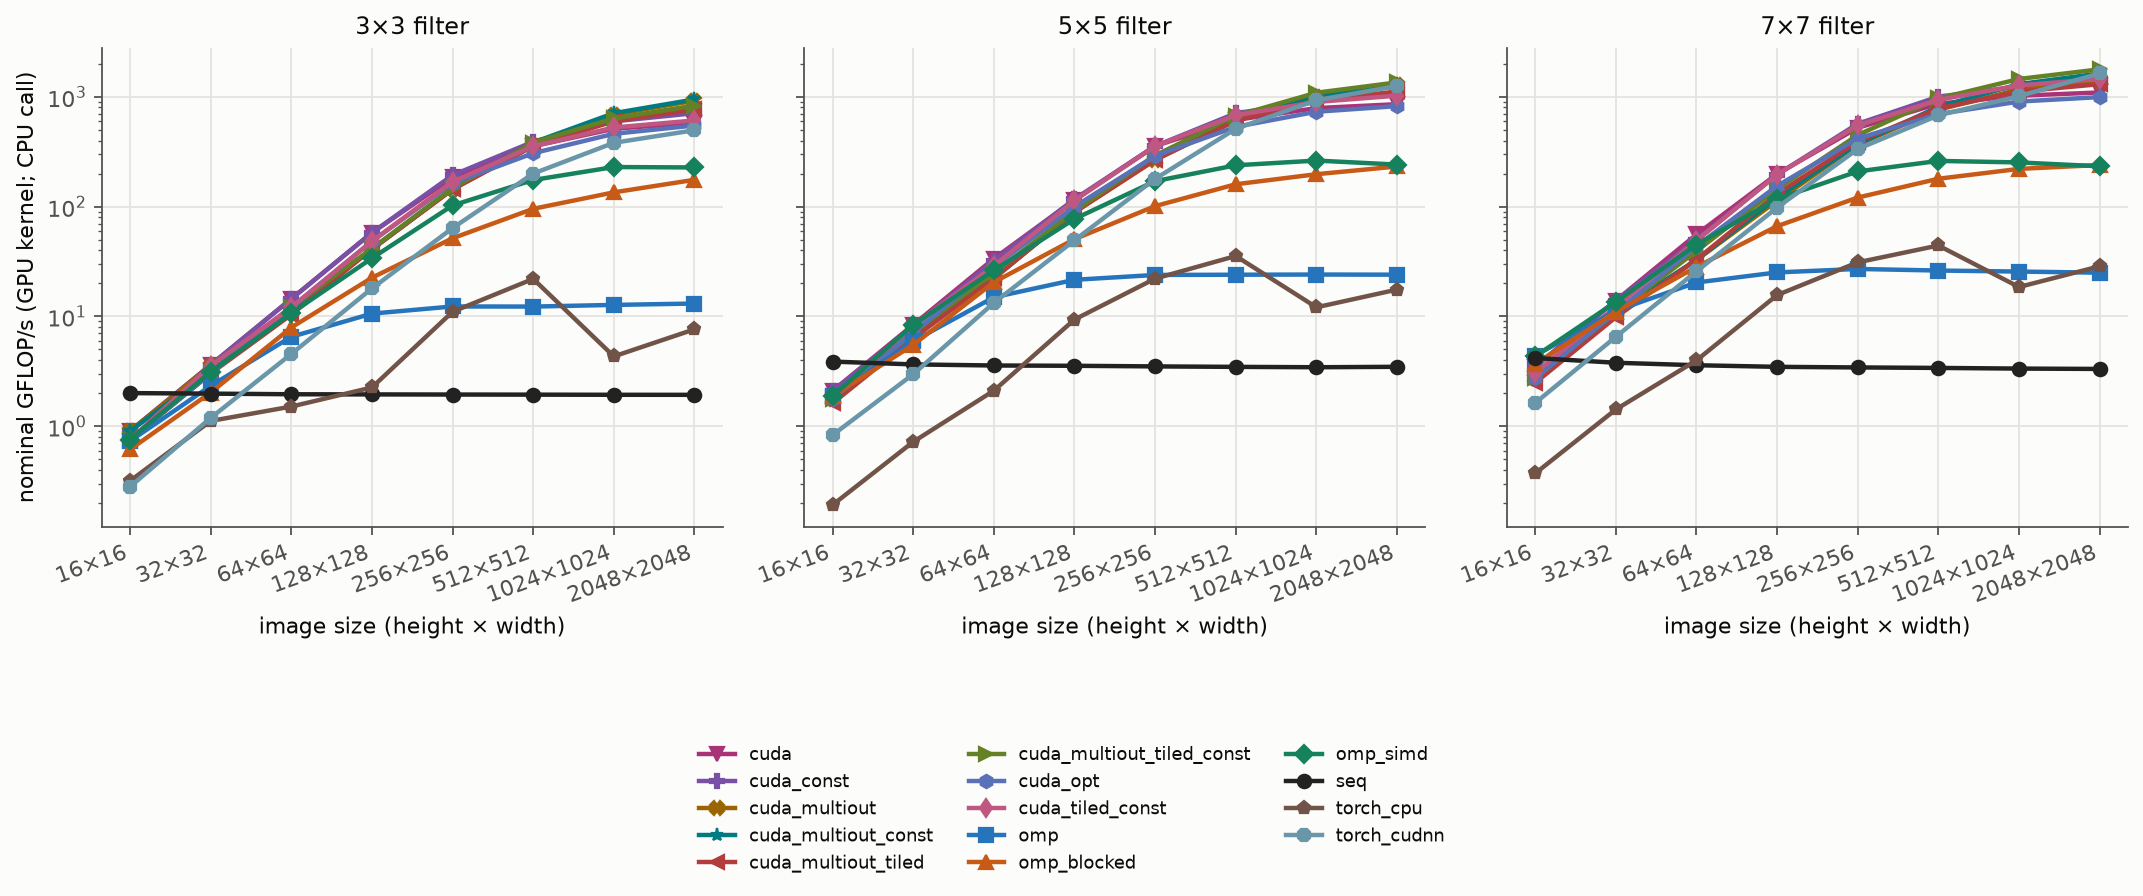 3×3 filter
5×5 filter
7×7 filter
nominal GFLOP/s (GPU kernel; CPU call)
10³
10²
10¹
10⁰
16×16
32×32
64×64
128×128
256×256
512×512
1024×1024
2048×2048
16×16
32×32
64×64
128×128
256×256
512×512
1024×1024
2048×2048
16×16
32×32
64×64
128×128
256×256
512×512
1024×1024
2048×2048
image size (height × width)
image size (height × width)
image size (height × width)
cuda
cuda_const
cuda_multiout
cuda_multiout_const
cuda_multiout_tiled
cuda_multiout_tiled_const
cuda_opt
cuda_tiled_const
omp
omp_blocked
omp_simd
seq
torch_cpu
torch_cudnn